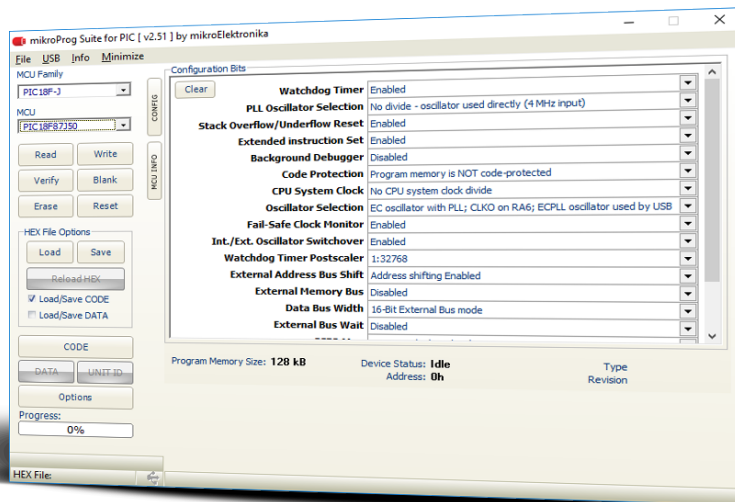 mikroProg Suite for PIC [ v2.51 ] by mikroElektronika
File USB Info Minimize
MCU Family
PIC18F-J
MCU
PIC18F87J50
Read Write
Verify Blank
Erase Reset
HEX File Options
Load Save
Reload HEX
Load/Save CODE
Load/Save DATA
CODE
DATA UNIT ID
Options
Progress:
0%
HEX File:
CONFIG
MCU INFO
Configuration Bits
Clear
Watchdog Timer Enabled
PLL Oscillator Selection No divide - oscillator used directly (4 MHz input)
Stack Overflow/Underflow Reset Enabled
Extended instruction Set Enabled
Background Debugger Disabled
Code Protection Program memory is NOT code-protected
CPU System Clock No CPU system clock divide
Oscillator Selection EC oscillator with PLL; CLKO on RA6; ECPLL oscillator used by USB
Fail-Safe Clock Monitor Enabled
Int./Ext. Oscillator Switchover Enabled
Watchdog Timer Postscaler 1:32768
External Address Bus Shift Address shifting Enabled
External Memory Bus Disabled
Data Bus Width 16-Bit External Bus mode
External Bus Wait Disabled
Program Memory Size: 128 kB
Device Status: Idle
Address: 0h
Type
Revision